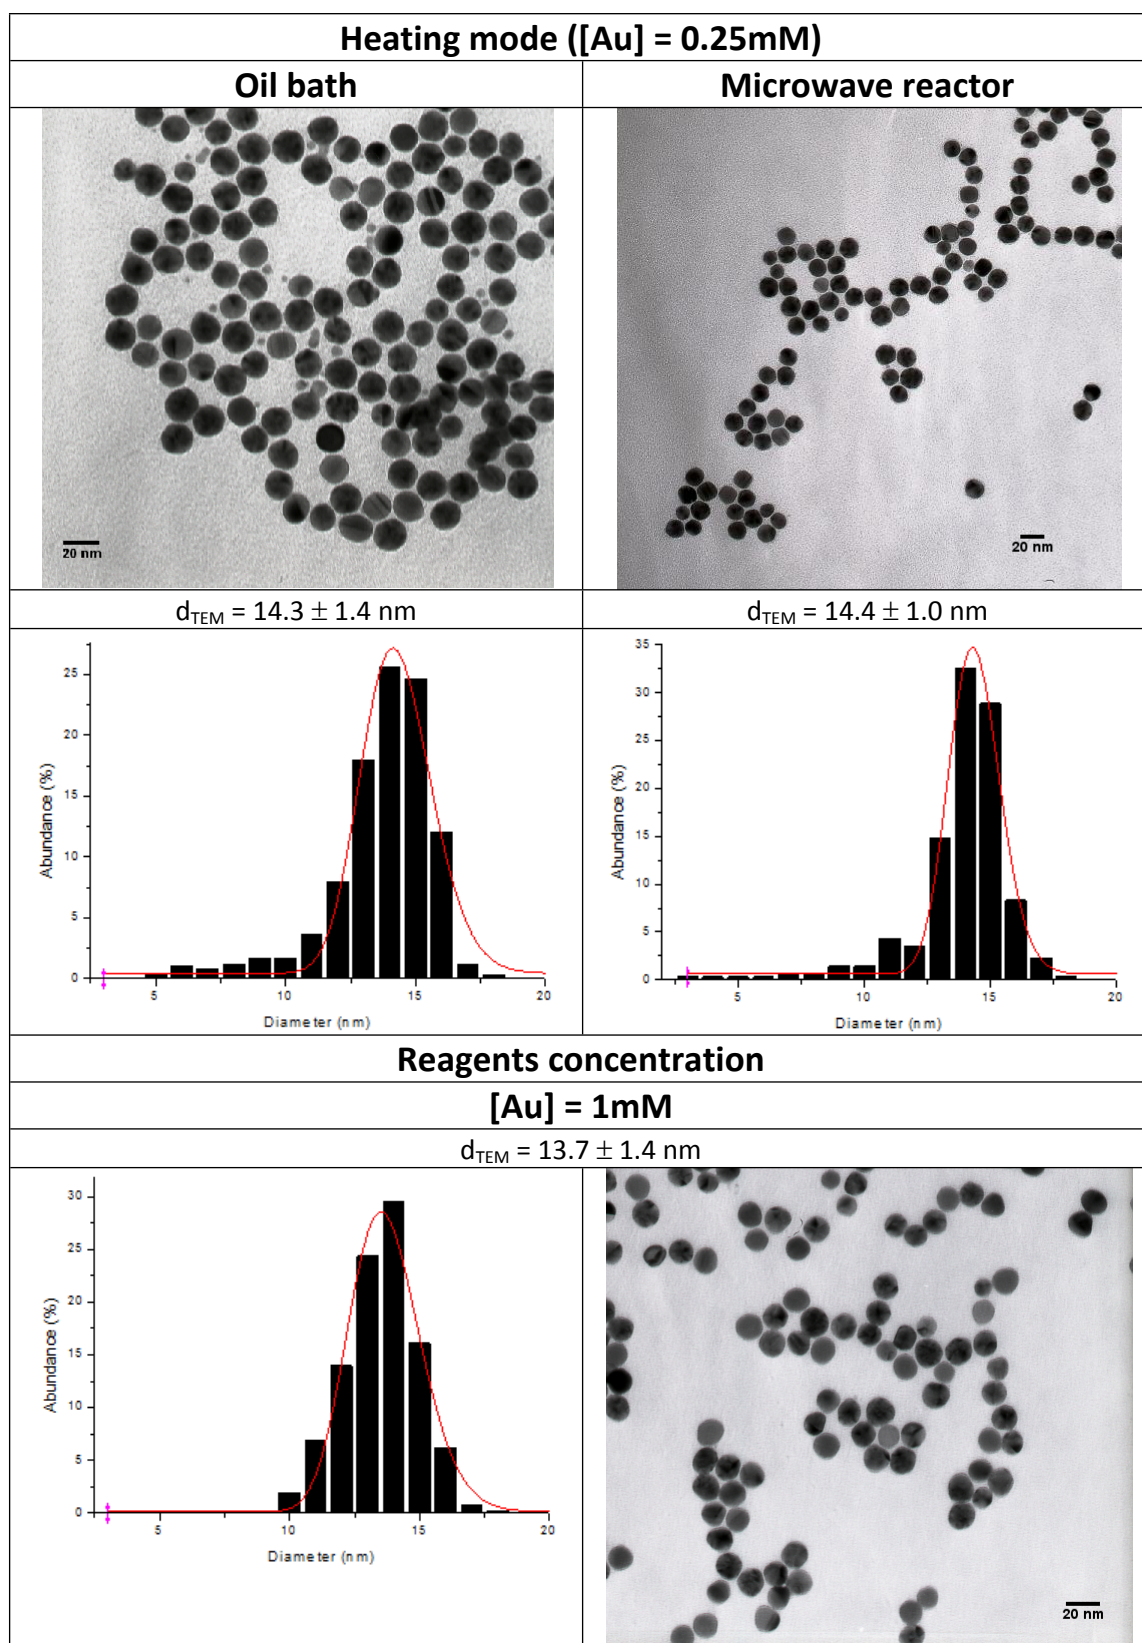 Heating mode ([Au] = 0.25mM)
Oil bath
Microwave reactor
20 nm
20 nm
d_TEM = 14.3 ± 1.4 nm
d_TEM = 14.4 ± 1.0 nm
25
20
15
10
5
0
5
10
15
20
Abundance (%)
Diameter (nm)
35
30
25
20
15
10
5
0
5
10
15
20
Abundance (%)
Diameter (nm)
Reagents concentration
[Au] = 1mM
d_TEM = 13.7 ± 1.4 nm
30
25
20
15
10
5
0
5
10
15
20
Abundance (%)
Diameter (nm)
20 nm